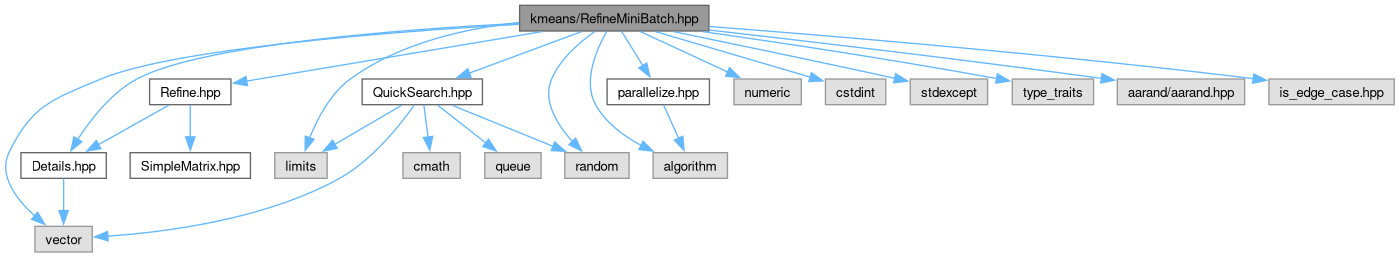 kmeans/RefineMiniBatch.hpp
Refine.hpp
QuickSearch.hpp
parallelize.hpp
numeric
cstdint
stdexcept
type_traits
aarand/aarand.hpp
is_edge_case.hpp
Details.hpp
SimpleMatrix.hpp
limits
cmath
queue
random
algorithm
vector